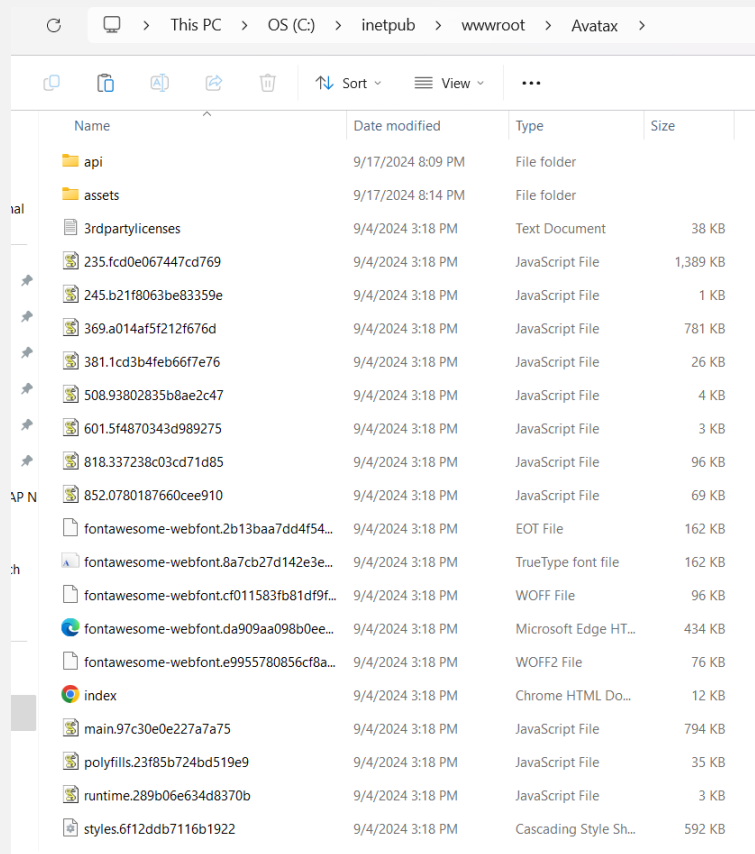 This PC > OS (C:) > inetpub > wwwroot > Avatax >
Sort View ...
Name Date modified Type Size
api 9/17/2024 8:09 PM File folder
assets 9/17/2024 8:14 PM File folder
nal
3rdpartylicenses 9/4/2024 3:18 PM Text Document 38 KB
235.fcd0e067447cd769 9/4/2024 3:18 PM JavaScript File 1,389 KB
245.b21f8063be83359e 9/4/2024 3:18 PM JavaScript File 1 KB
369.a014af5f212f676d 9/4/2024 3:18 PM JavaScript File 781 KB
381.1cd3b4feb66f7e76 9/4/2024 3:18 PM JavaScript File 26 KB
508.93802835b8ae2c47 9/4/2024 3:18 PM JavaScript File 4 KB
601.5f4870343d989275 9/4/2024 3:18 PM JavaScript File 3 KB
818.337238c03cd71d85 9/4/2024 3:18 PM JavaScript File 96 KB
852.0780187660cee910 9/4/2024 3:18 PM JavaScript File 69 KB
AP N
fontawesome-webfont.2b13baa7dd4f54... 9/4/2024 3:18 PM EOT File 162 KB
fontawesome-webfont.8a7cb27d142e3e... 9/4/2024 3:18 PM TrueType font file 162 KB
ch
fontawesome-webfont.cf011583fb81df9f... 9/4/2024 3:18 PM WOFF File 96 KB
fontawesome-webfont.da909aa098b0ee... 9/4/2024 3:18 PM Microsoft Edge HT... 434 KB
fontawesome-webfont.e9955780856cf8a... 9/4/2024 3:18 PM WOFF2 File 76 KB
index 9/4/2024 3:18 PM Chrome HTML Do... 12 KB
main.97c30e0e227a7a75 9/4/2024 3:18 PM JavaScript File 794 KB
polyfills.23f85b724bd519e9 9/4/2024 3:18 PM JavaScript File 35 KB
runtime.289b06e634d8370b 9/4/2024 3:18 PM JavaScript File 3 KB
styles.6f12ddb7116b1922 9/4/2024 3:18 PM Cascading Style Sh... 592 KB